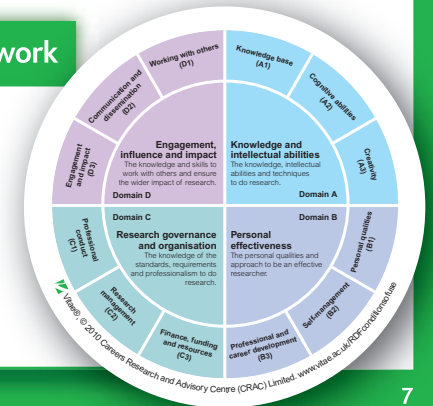 work
Working with others
(D1)
Knowledge base
(A1)
Communication and
dissemination
(D2)
Cognitive abilities
(A2)
Engagement
and impact
(D3)
Creativity
(A3)
Engagement,
influence and impact
The knowledge and skills to
work with others and ensure
the wider impact of research.
Domain D
Knowledge and
intellectual abilities
The knowledge, intellectual
abilities and techniques
to do research.
Domain A
Domain C
Research governance
and organisation
The knowledge of the
standards, requirements
and professionalism to do
research.
Domain B
Personal
effectiveness
The personal qualities and
approach to be an effective
researcher.
Professional
conduct
(C1)
Personal qualities
(B1)
Research
management
(C2)
Self-management
(B2)
Finance, funding
and resources
(C3)
Professional and
career development
(B3)
Vitae®, © 2010 Careers Research and Advisory Centre (CRAC) Limited. www.vitae.ac.uk/RDFconditionsofuse
7